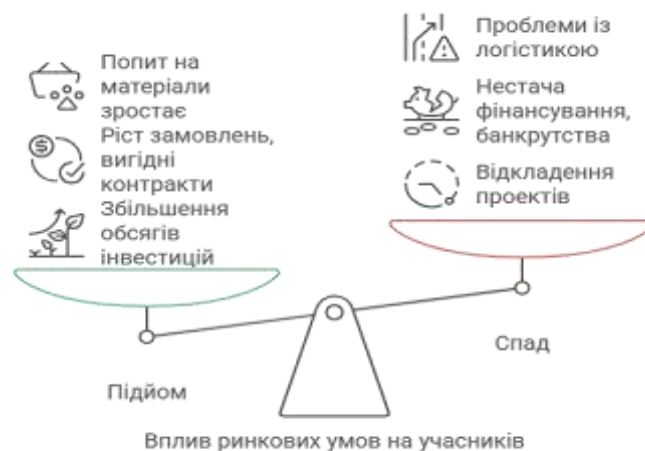 Попит на
матеріали
зростає
Ріст замовлень,
вигідні
контракти
Збільшення
обсягів
інвестицій
Проблеми із
логістикою
Нестача
фінансування,
банкрутства
Відкладення
проектів
Підйом
Спад
Вплив ринкових умов на учасників